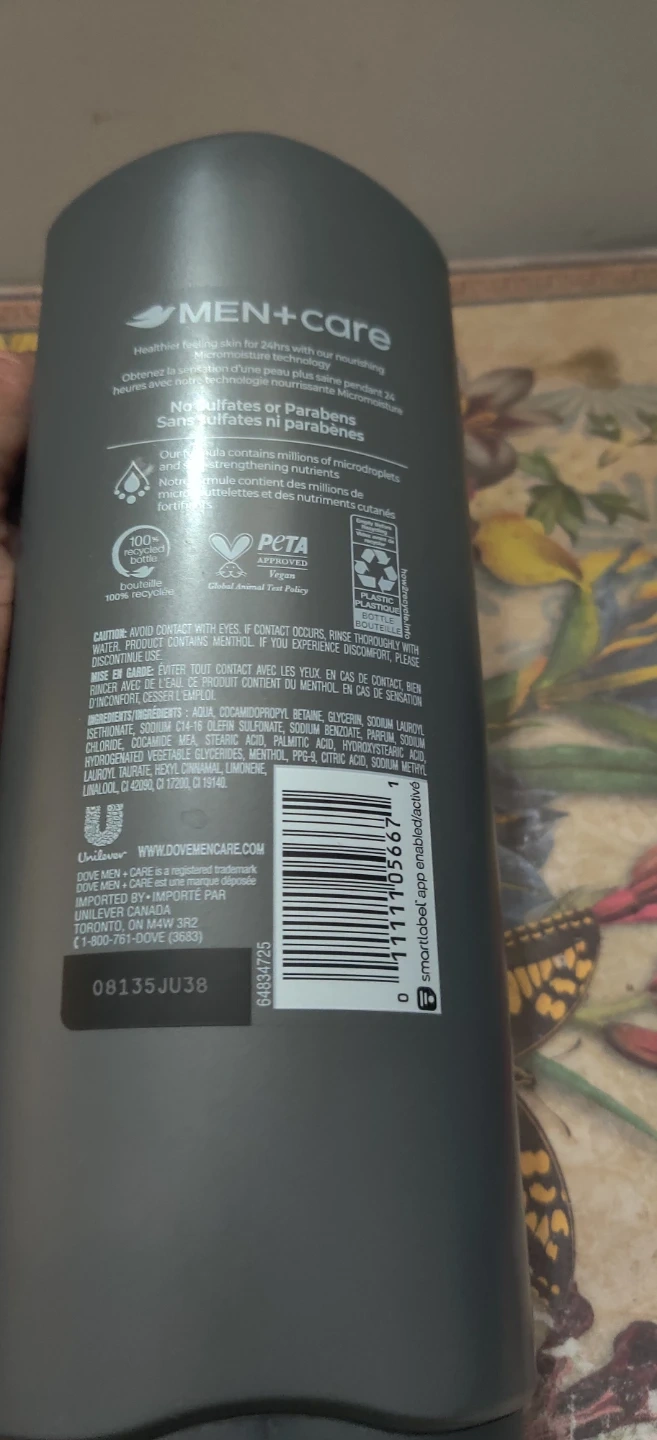 MEN+CARE
Healthier feeling skin for 24hrs with our nourishing
Micromoisture technology
Obtenez la sensation d'une peau plus saine pendant 24
heures avec notre technologie nourrissante Micromoisture
No Sulfates or Parabens
Sans Sulfates ni parabènes
Our formula contains millions of microdroplets
and strengthening nutrients
Notre formule contient des millions de
microgouttelettes et des nutriments cutanés
fortifiants
100%
recycled
bottle
bouteille
100% recyclée
PETA
APPROVED
Vegan
Global Animal Test Policy
Empty Before
Recycling
Vider avant de
recycler
PLASTIC
PLASTIQUE
BOTTLE
BOUTEILLE
how2recycle.info
CAUTION: AVOID CONTACT WITH EYES. IF CONTACT OCCURS, RINSE THOROUGHLY WITH
WATER. PRODUCT CONTAINS MENTHOL. IF YOU EXPERIENCE DISCOMFORT, PLEASE
DISCONTINUE USE.
MISE EN GARDE: ÉVITER TOUT CONTACT AVEC LES YEUX. EN CAS DE CONTACT, BIEN
RINCER AVEC DE L'EAU. CE PRODUIT CONTIENT DU MENTHOL. EN CAS DE SENSATION
D'INCONFORT, CESSER L'EMPLOI.
INGREDIENTS/INGRÉDIENTS : AQUA, COCAMIDOPROPYL BETAINE, GLYCERIN, SODIUM LAUROYL
ISETHIONATE, SODIUM C14-16 OLEFIN SULFONATE, SODIUM BENZOATE, PARFUM, SODIUM
CHLORIDE, COCAMIDE MEA, STEARIC ACID, PALMITIC ACID, HYDROXYSTEARIC ACID,
HYDROGENATED VEGETABLE GLYCERIDES, MENTHOL, PPG-9, CITRIC ACID, SODIUM METHYL
LAUROYL TAURATE, HEXYL CINNAMAL, LIMONENE,
LINALOOL, CI 42090, CI 17200, CI 19140.
Unilever
WWW.DOVEMENCARE.COM
DOVE MEN + CARE is a registered trademark
DOVE MEN + CARE est une marque déposée
IMPORTED BY • IMPORTÉ PAR
UNILEVER CANADA
TORONTO, ON M4W 3R2
1-800-761-DOVE (3683)
08135JU38
64834725
0 11111 05667 1
smartlabel app enabled/activé